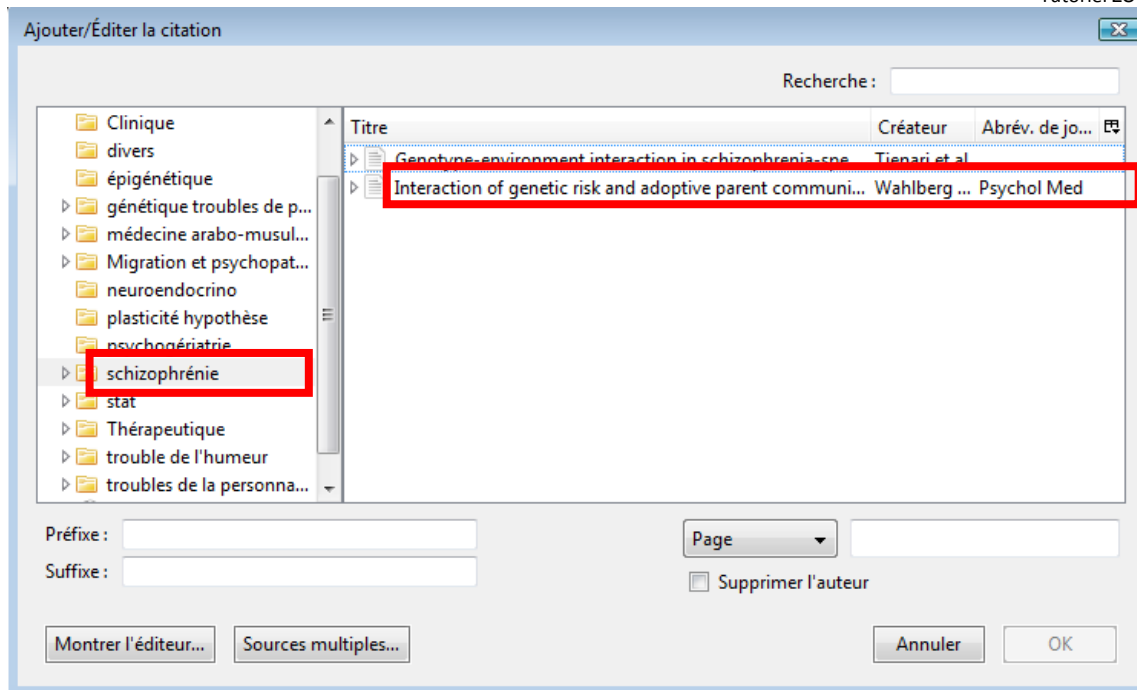 Ajouter/Éditer la citation
Recherche :
Clinique
divers
épigénétique
génétique troubles de p...
médecine arabo-musul...
Migration et psychopat...
neuroendocrino
plasticité hypothèse
psychogériatrie
schizophrénie
stat
Thérapeutique
trouble de l'humeur
troubles de la personna...
Titre Créateur Abrév. de jo...
Genotype-environment interaction in schizophrenia-spe... Tienari et al.
Interaction of genetic risk and adoptive parent communi... Wahlberg ... Psychol Med
Préfixe :
Suffixe :
Page
Supprimer l'auteur
Montrer l'éditeur... Sources multiples... Annuler OK